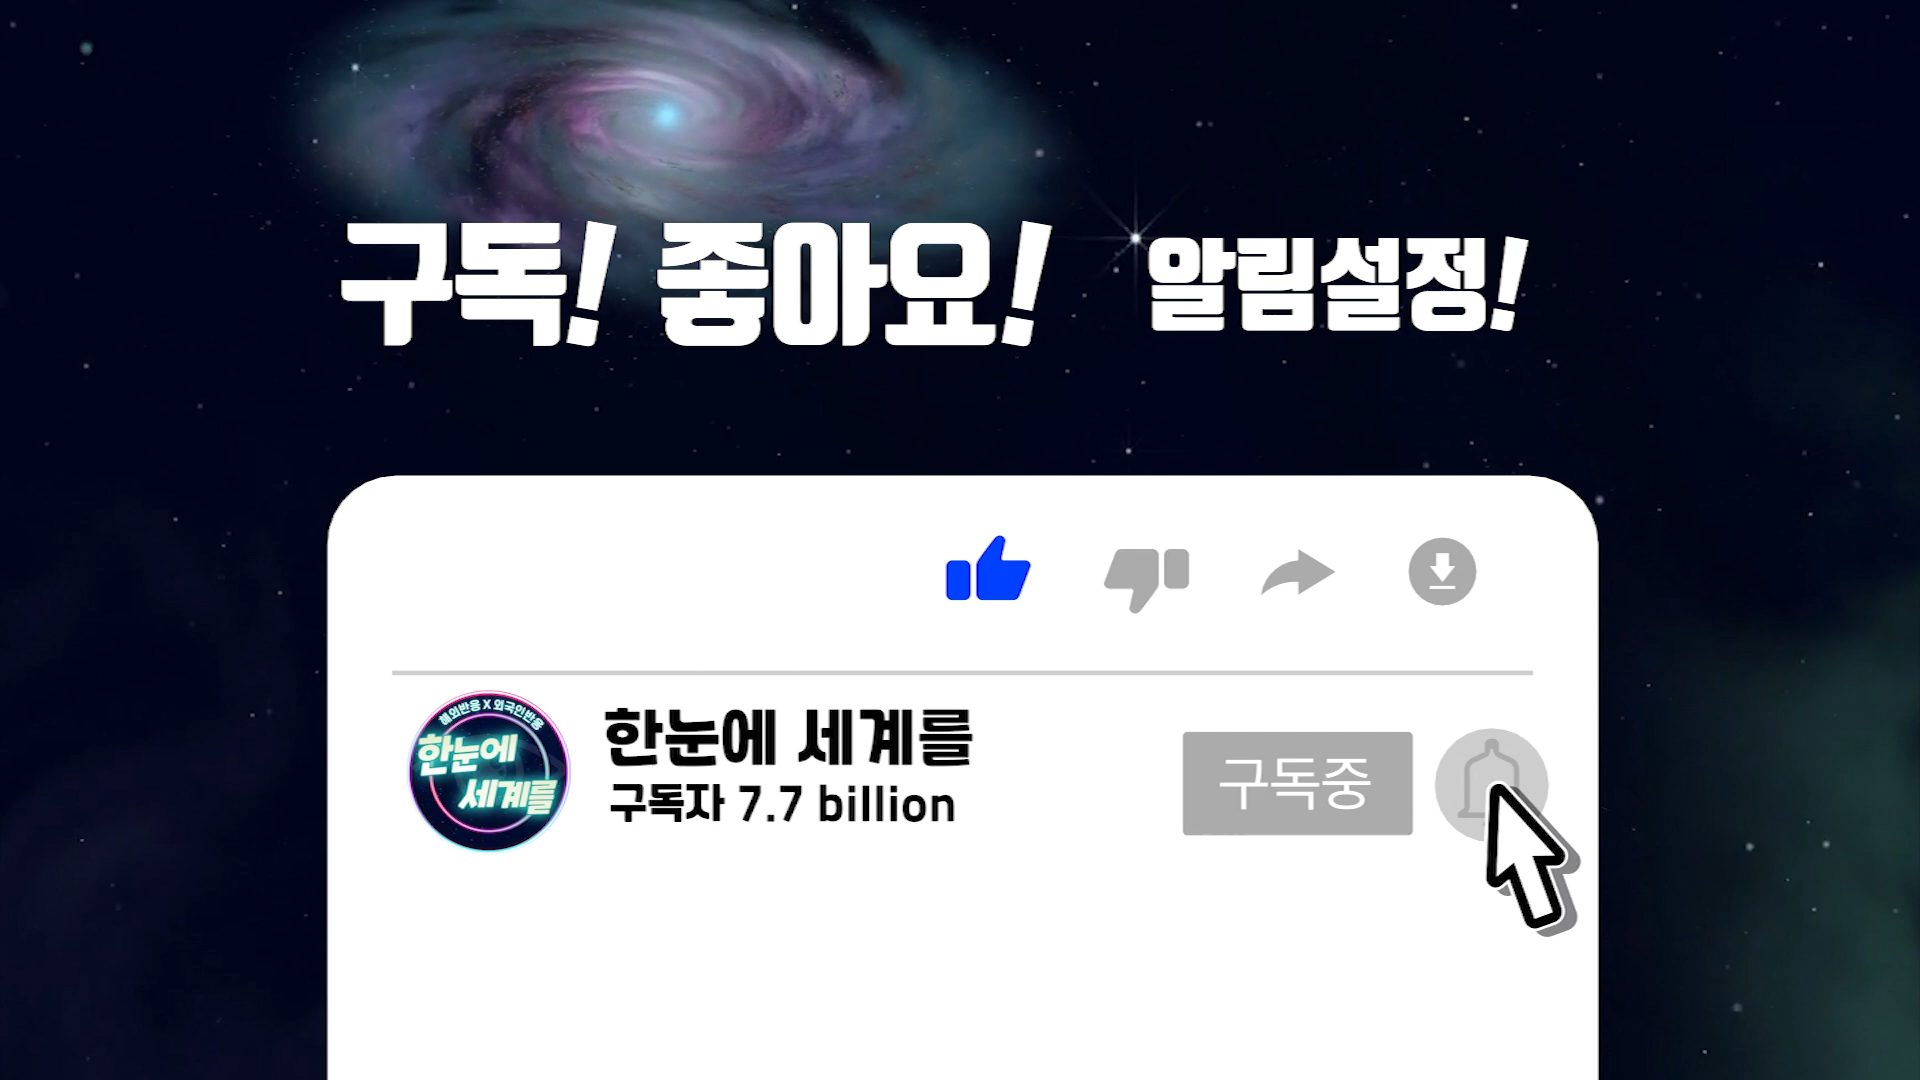 구독! 좋아요! 알림설정!
해외반응 X 외국인반응
한눈에
세계를
한눈에 세계를
구독자 7.7 billion
구독중